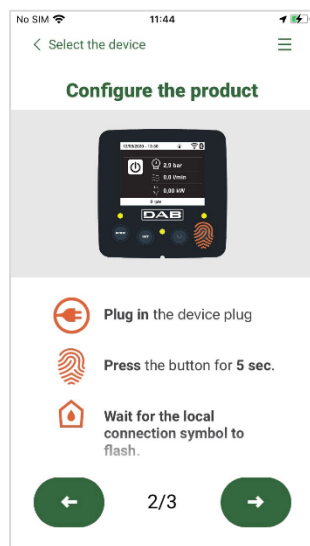 No SIM 11:44
Select the device
Configure the product
2,9 bar
0,0 l/min
0,00 kW
0 rpm
DAB
Plug in the device plug
Press the button for 5 sec.
Wait for the local
connection symbol to
flash.
2/3